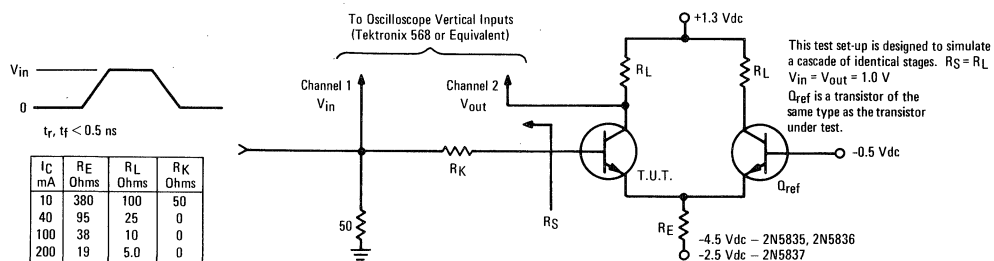 To Oscilloscope Vertical Inputs
(Tektronix 568 or Equivalent)
+1.3 Vdc
This test set-up is designed to simulate
a cascade of identical stages. RS = RL
Vin = Vout = 1.0 V
Qref is a transistor of the
same type as the transistor
under test.
Vin
0
tr, tf < 0.5 ns
Channel 1
Vin
Channel 2
Vout
RL
RL
RK
RS
50
T.U.T.
Qref
-0.5 Vdc
RE
-4.5 Vdc – 2N5835, 2N5836
-2.5 Vdc – 2N5837
IC RE RL RK
mA Ohms Ohms Ohms
10 380 100 50
40 95 25 0
100 38 10 0
200 19 5.0 0